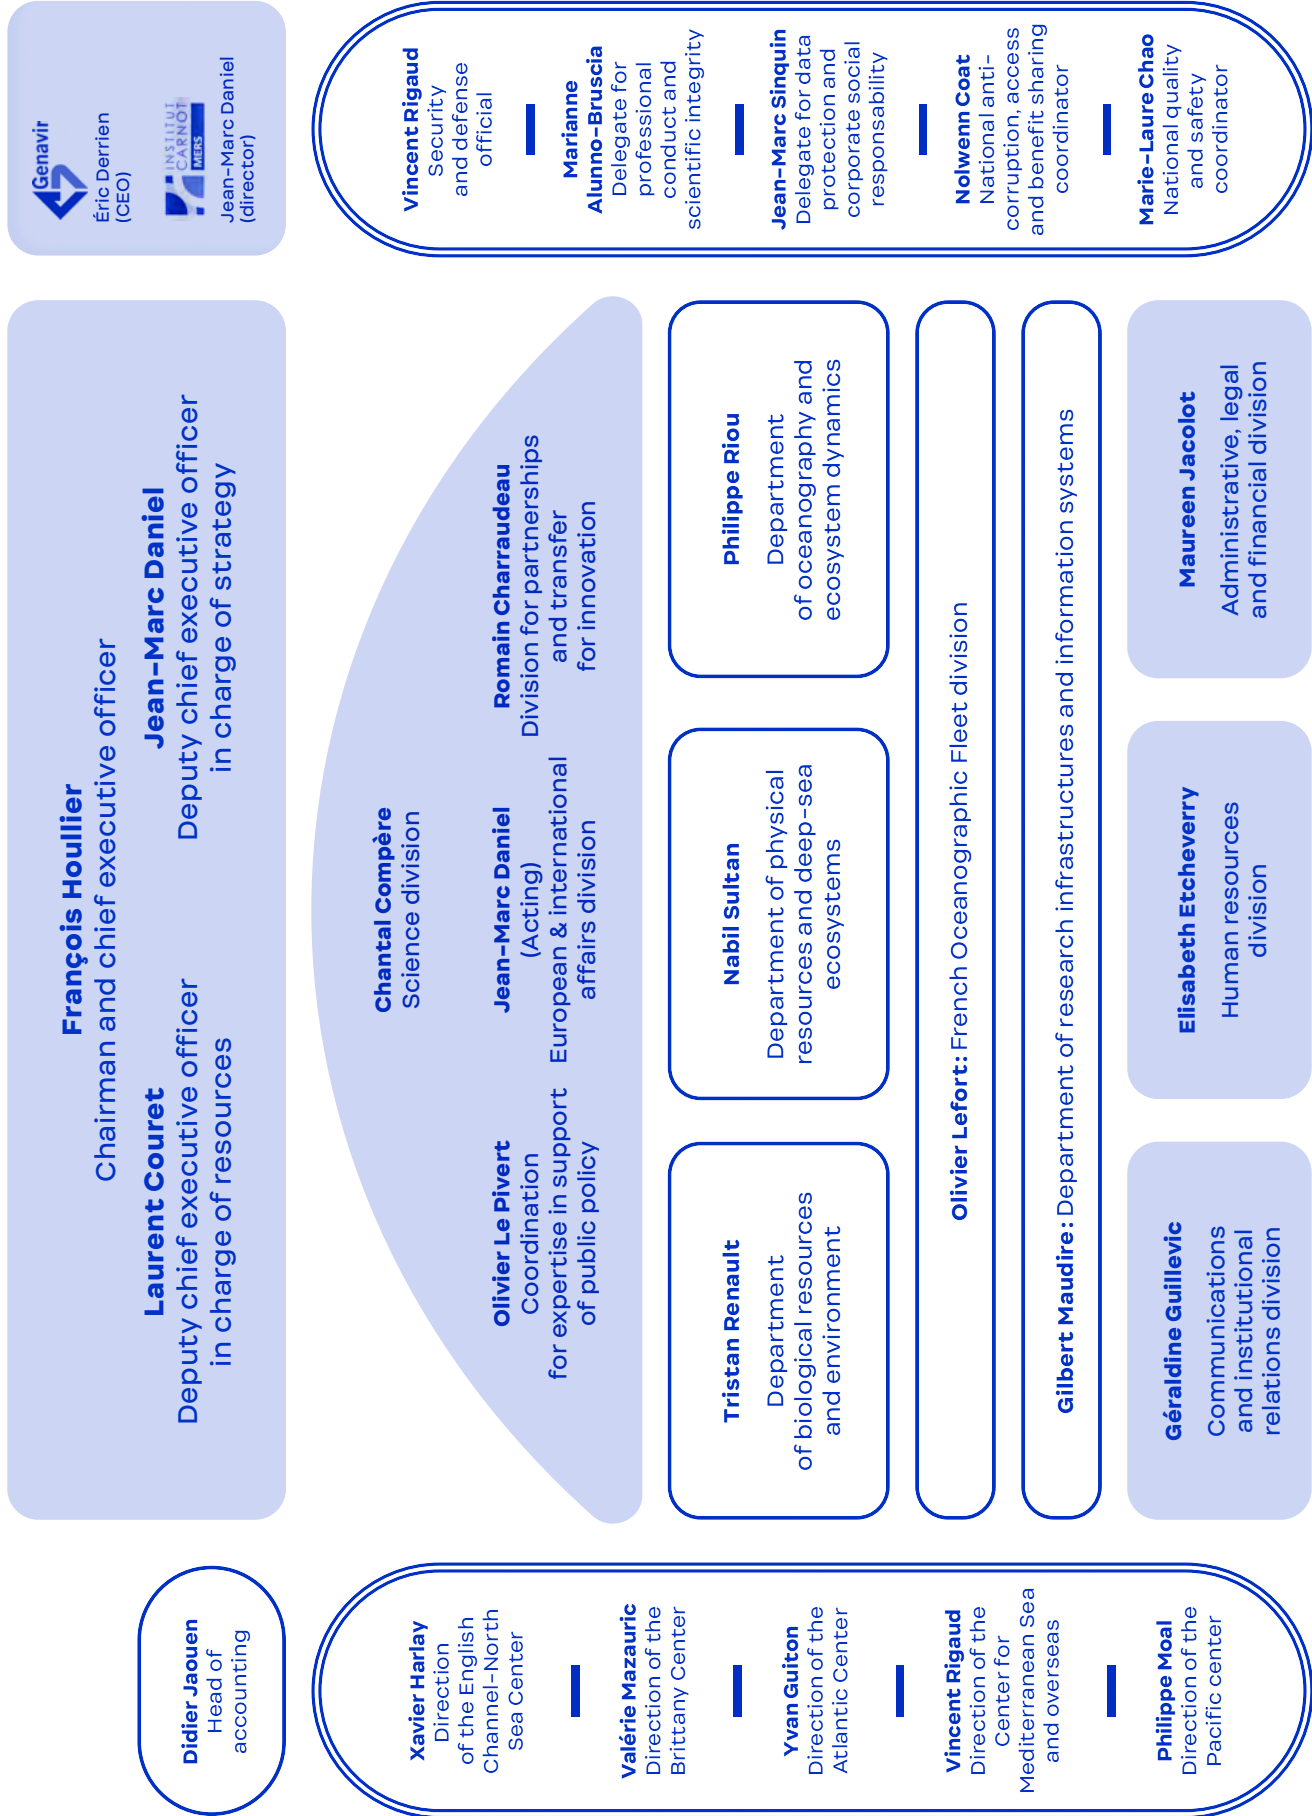 Didier Jaouen
Head of
accounting
François Houllier
Chairman and chief executive officer
Laurent Couret
Deputy chief executive officer
in charge of resources
Jean-Marc Daniel
Deputy chief executive officer
in charge of strategy
Genavir
Éric Derrien
(CEO)
INSTITUT
CARNOT
MERS
Jean-Marc Daniel
(director)
Xavier Harlay
Direction
of the English
Channel-North
Sea Center
Valérie Mazauric
Direction of the
Brittany Center
Yvan Guiton
Direction of the
Atlantic Center
Vincent Rigaud
Direction of the
Center for
Mediterranean Sea
and overseas
Philippe Moal
Direction of the
Pacific center
Chantal Compère
Science division
Olivier Le Pivert
Coordination
for expertise in support
of public policy
Jean-Marc Daniel
(Acting)
European & international
affairs division
Romain Charraudeau
Division for partnerships
and transfer
for innovation
Tristan Renault
Department
of biological resources
and environment
Nabil Sultan
Department of physical
resources and deep-sea
ecosystems
Philippe Riou
Department
of oceanography and
ecosystem dynamics
Olivier Lefort: French Oceanographic Fleet division
Gilbert Maudire: Department of research infrastructures and information systems
Géraldine Guillevic
Communications
and institutional
relations division
Elisabeth Etcheverry
Human resources
division
Maureen Jacolot
Administrative, legal
and financial division
Vincent Rigaud
Security
and defense
official
Marianne
Alunno-Bruscia
Delegate for
professional
conduct and
scientific integrity
Jean-Marc Sinquin
Delegate for data
protection and
corporate social
responsability
Nolwenn Coat
National anti-
corruption, access
and benefit sharing
coordinator
Marie-Laure Chao
National quality
and safety
coordinator